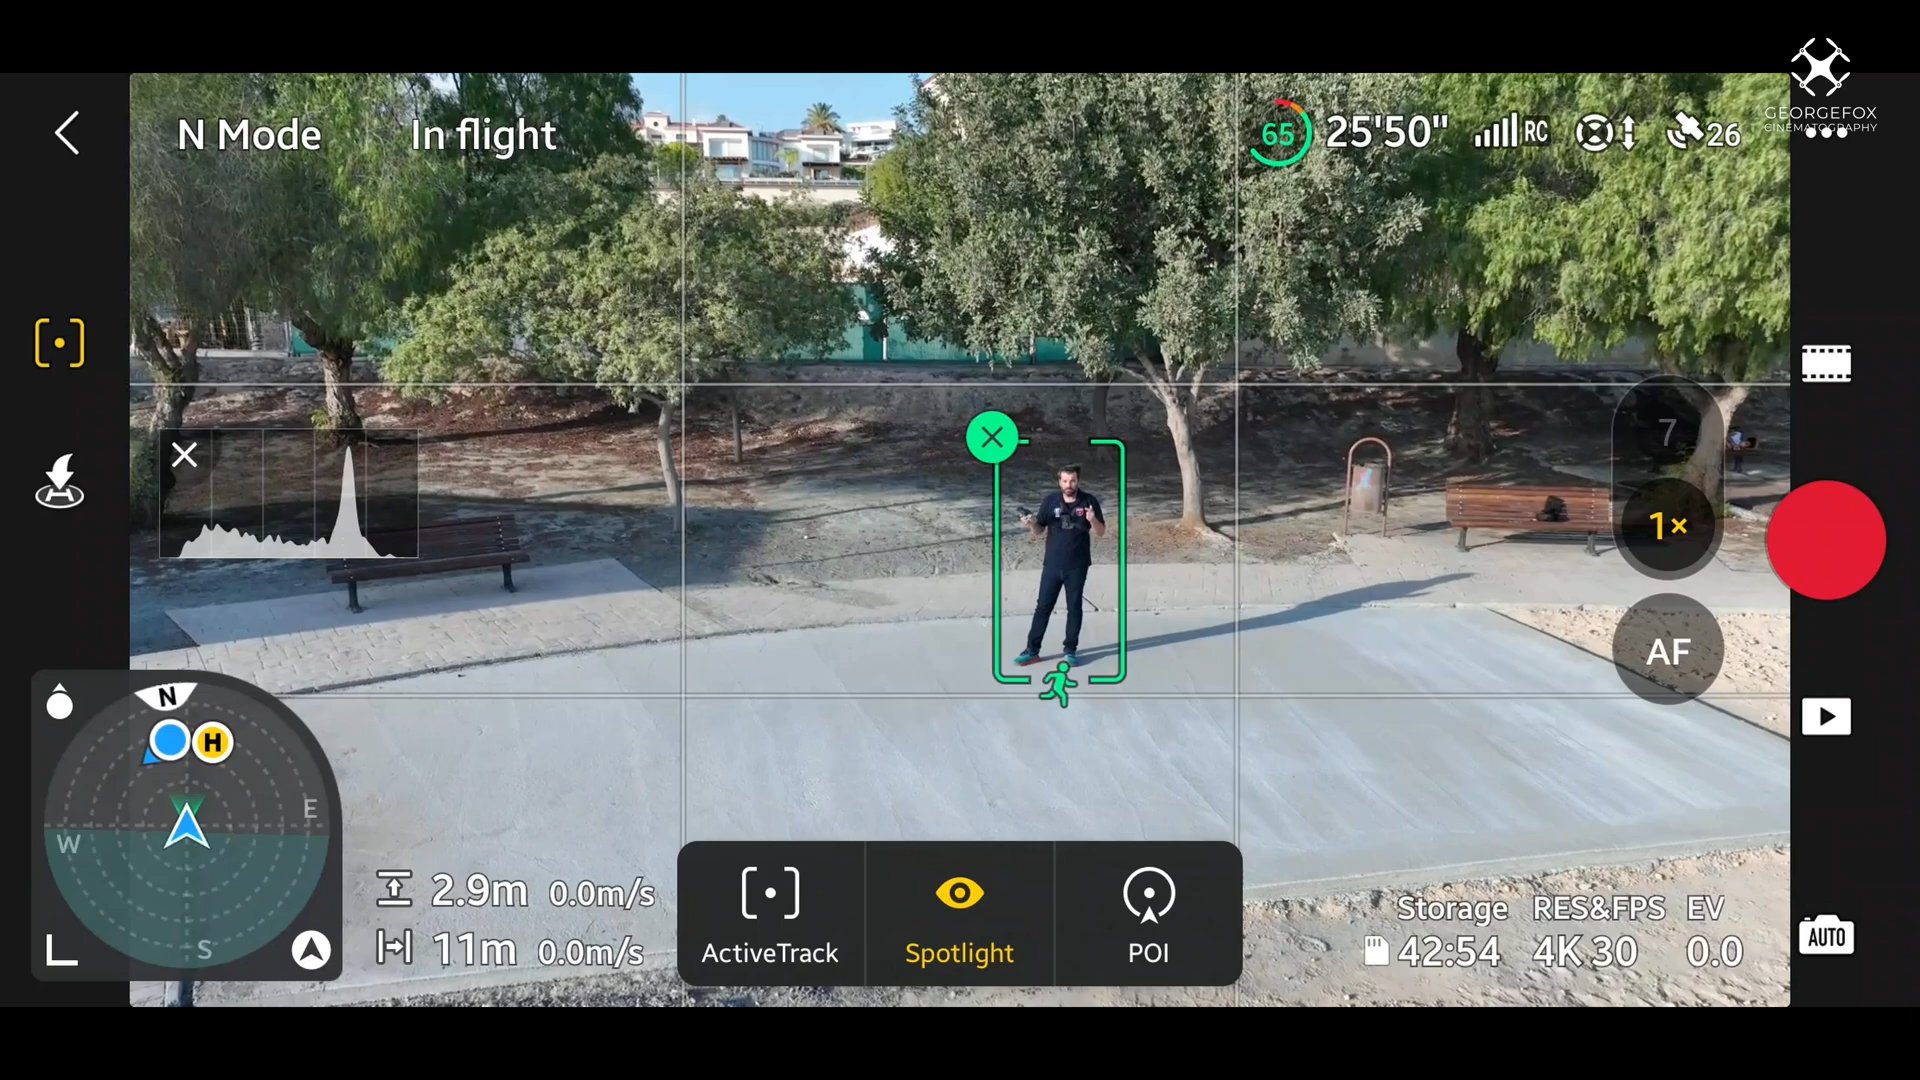 GEORGEFOX
CINEMATOGRAPHY
N Mode
In flight
65
25'50"
RC
26
7
1×
AF
N
H
E
W
S
2.9m 0.0m/s
11m 0.0m/s
ActiveTrack
Spotlight
POI
Storage RES&FPS EV
42:54 4K 30 0.0
AUTO